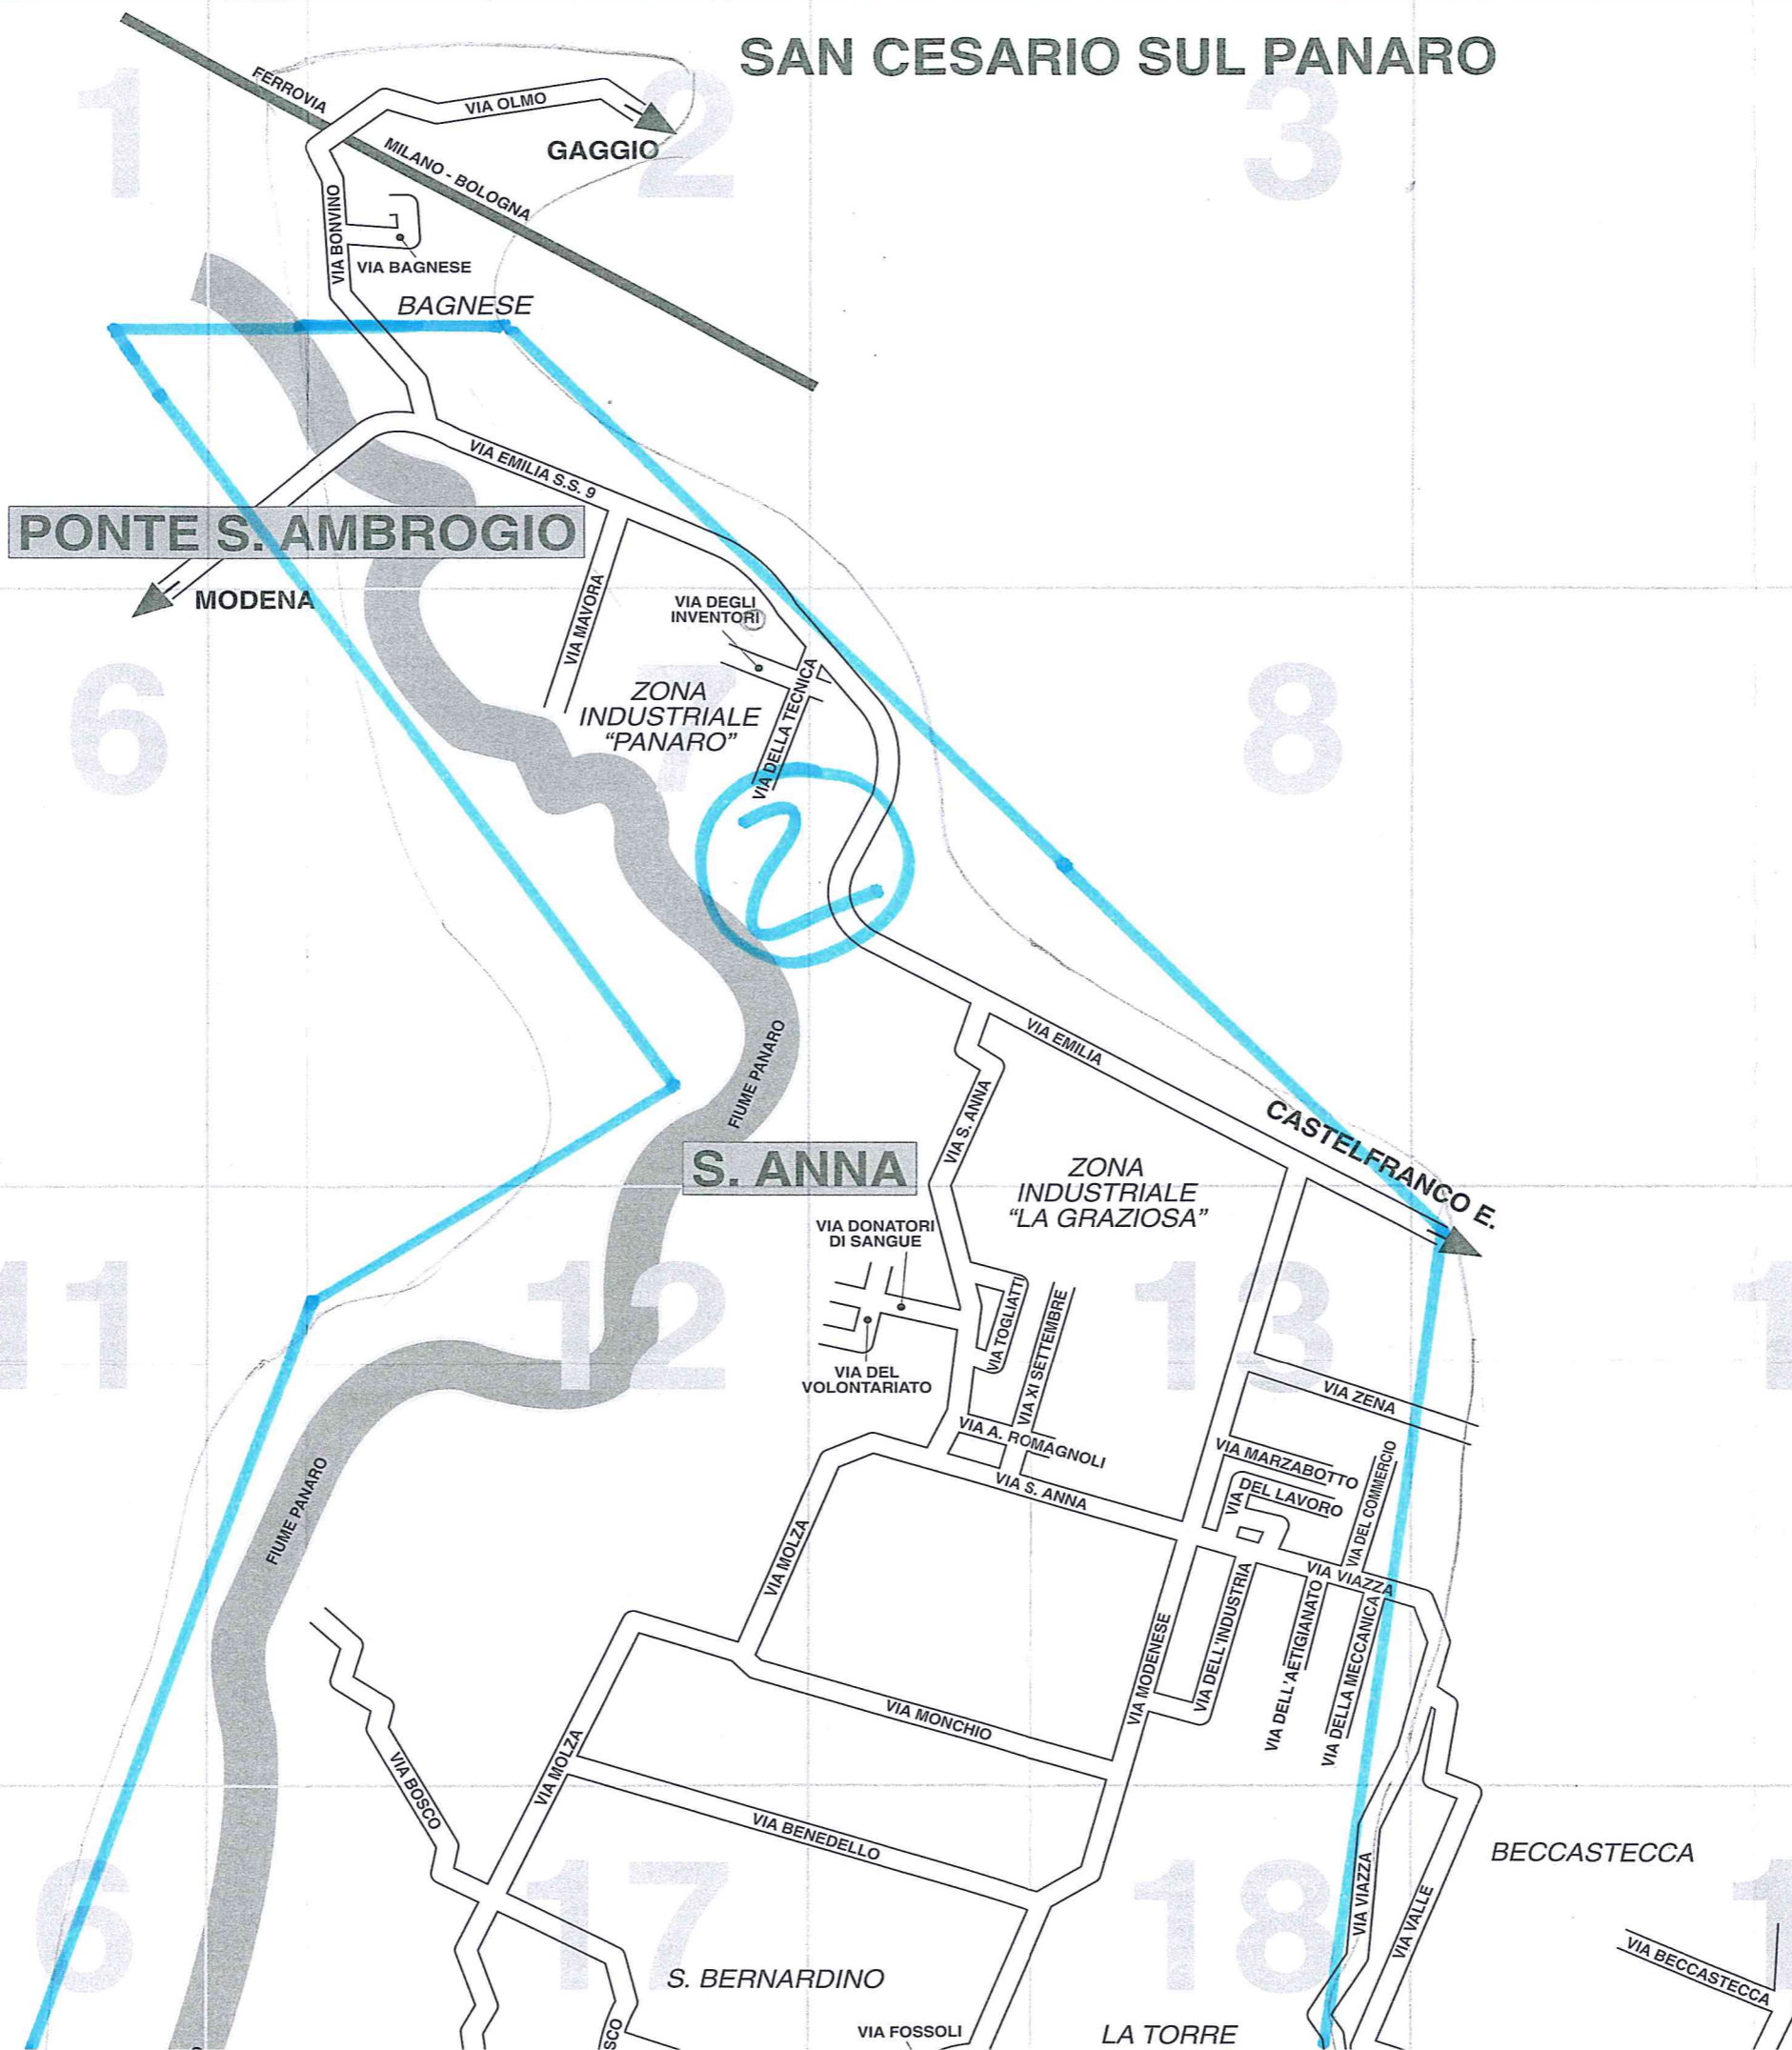 SAN CESARIO SUL PANARO
1
2
3
FERROVIA
MILANO - BOLOGNA
VIA OLMO
GAGGIO
VIA BONVINO
VIA BAGNESE
BAGNESE
VIA EMILIA S.S. 9
PONTE S. AMBROGIO
MODENA
VIA MAVORA
VIA DEGLI
INVENTORI
6
7
8
ZONA
INDUSTRIALE
“PANARO”
VIA DELLA TECNICA
2
FIUME PANARO
VIA EMILIA
VIA S. ANNA
CASTELFRANCO E.
S. ANNA
ZONA
INDUSTRIALE
“LA GRAZIOSA”
VIA DONATORI
DI SANGUE
11
12
13
1
VIA TOGLIATTI
VIA XI SETTEMBRE
VIA DEL
VOLONTARIATO
VIA ZENA
VIA A. ROMAGNOLI
VIA MARZABOTTO
VIA DEL LAVORO
VIA DEL COMMERCIO
VIA S. ANNA
FIUME PANARO
VIA MOLZA
VIA VIAZZA
VIA DELL'INDUSTRIA
VIA DELL'AETIGIANATO
VIA DELLA MECCANICA
VIA MODENESE
VIA MONCHIO
VIA MOLZA
VIA BOSCO
VIA BENEDELLO
BECCASTECCA
6
17
18
1
VIA VIAZZA
VIA VALLE
VIA BECCASTECCA
S. BERNARDINO
SCO
VIA FOSSOLI
LA TORRE